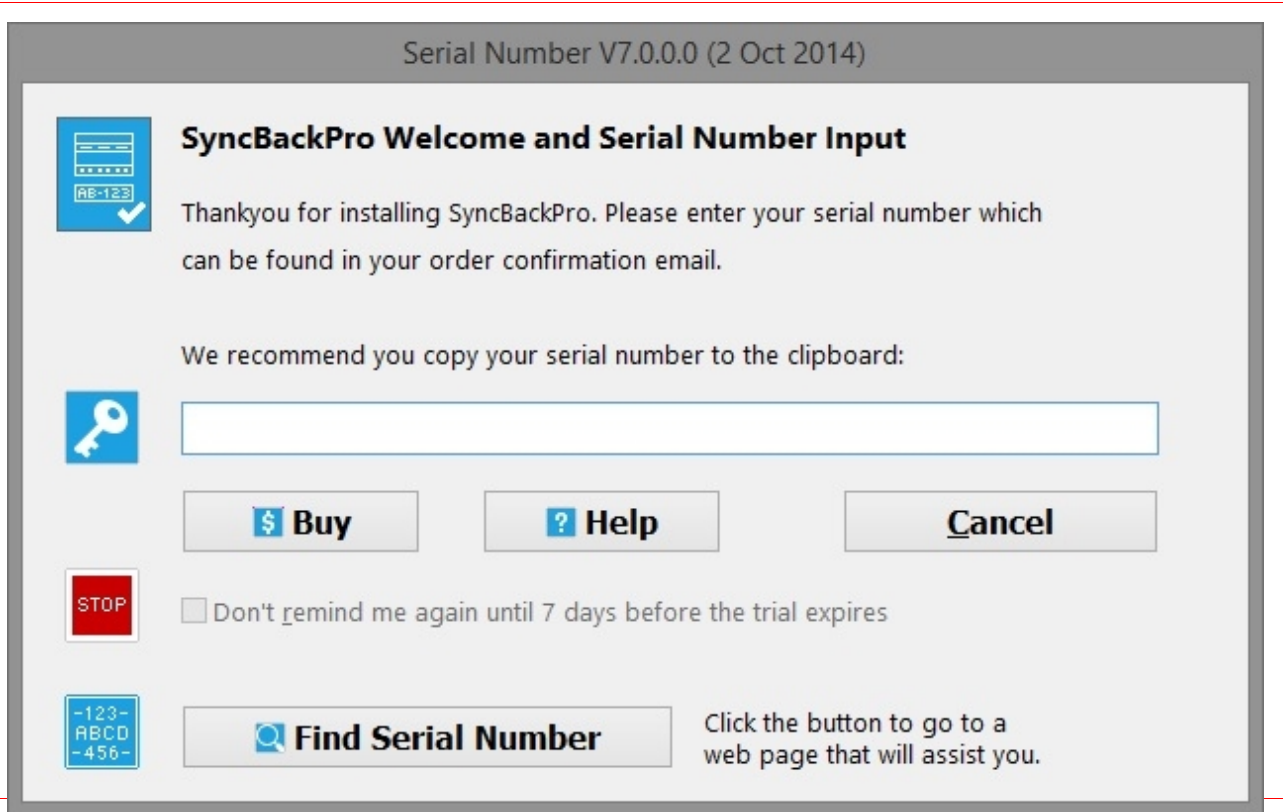 Serial Number V7.0.0.0 (2 Oct 2014)
SyncBackPro Welcome and Serial Number Input
AB-123
Thankyou for installing SyncBackPro. Please enter your serial number which
can be found in your order confirmation email.
We recommend you copy your serial number to the clipboard:
$ Buy
? Help
Cancel
STOP
Don't remind me again until 7 days before the trial expires
-123-
ABCD
-456-
Find Serial Number
Click the button to go to a
web page that will assist you.